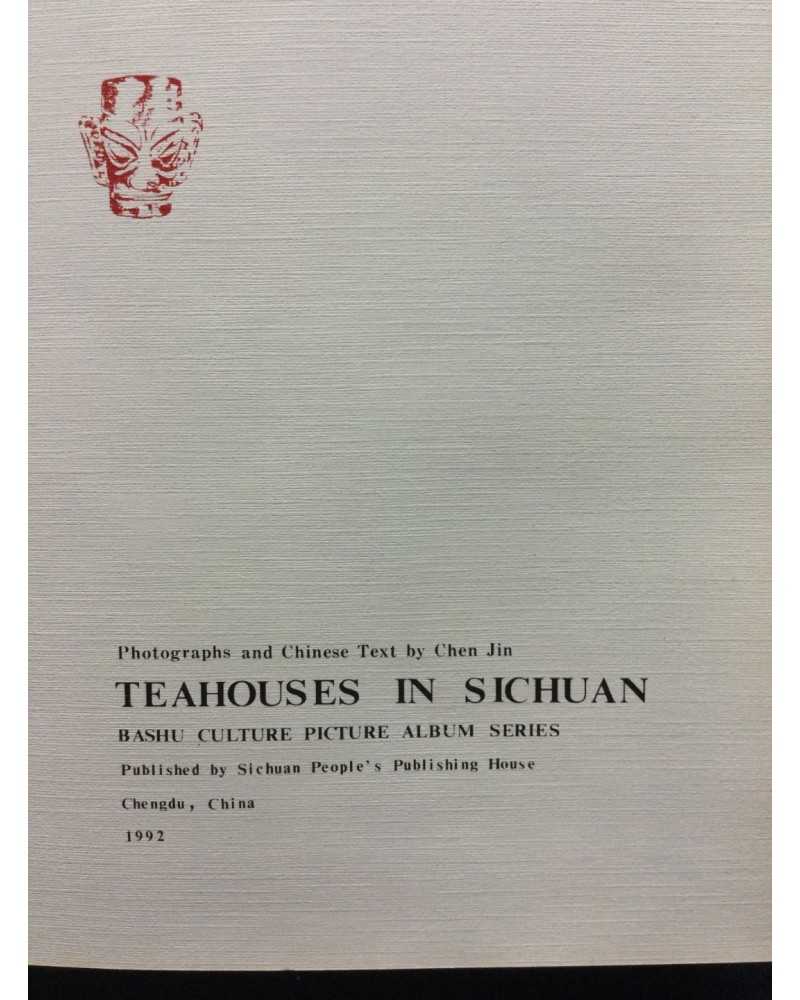 Photographs and Chinese Text by Chen Jin
TEAHOUSES IN SICHUAN
BASHU CULTURE PICTURE ALBUM SERIES
Published by Sichuan People's Publishing House
Chengdu, China
1992